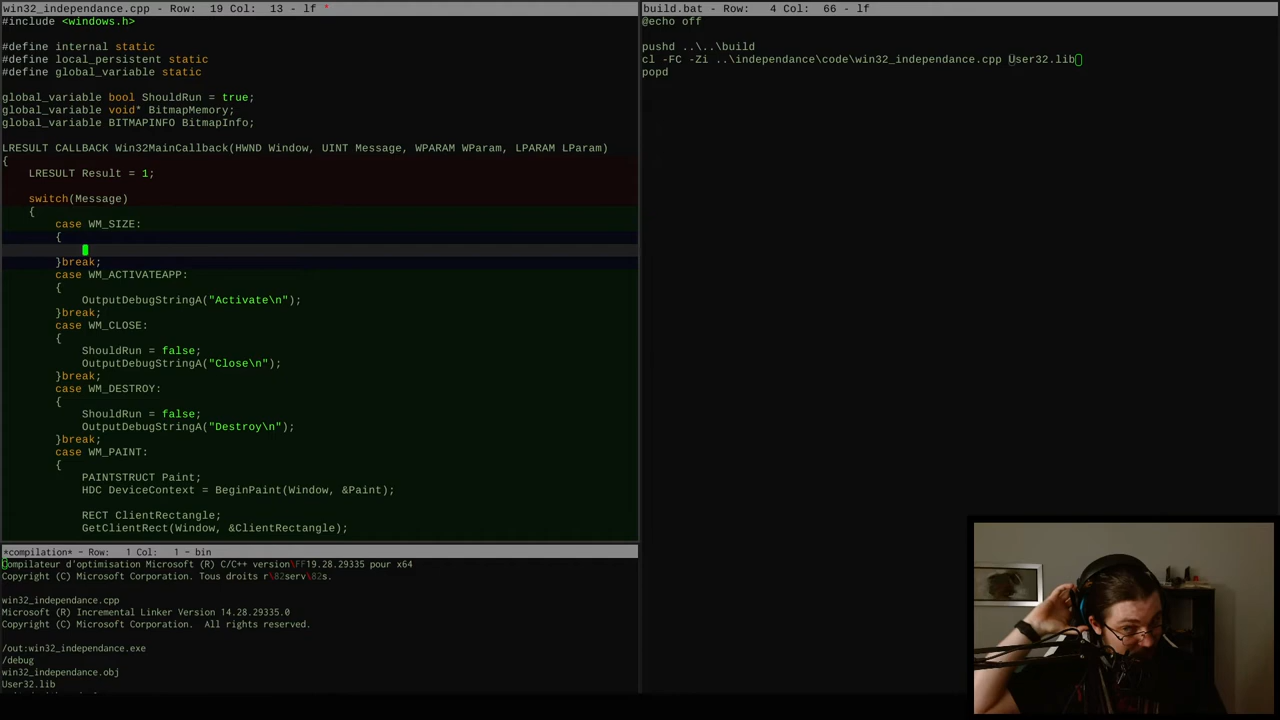 win32_independance.cpp - Row: 19 Col: 13 - lf *
#include <windows.h>
#define internal static
#define local_persistent static
#define global_variable static
global_variable bool ShouldRun = true;
global_variable void* BitmapMemory;
global_variable BITMAPINFO BitmapInfo;
LRESULT CALLBACK Win32MainCallback(HWND Window, UINT Message, WPARAM WParam, LPARAM LParam)
{
LRESULT Result = 1;
switch(Message)
{
case WM_SIZE:
{
}break;
case WM_ACTIVATEAPP:
{
OutputDebugStringA("Activate\n");
}break;
case WM_CLOSE:
{
ShouldRun = false;
OutputDebugStringA("Close\n");
}break;
case WM_DESTROY:
{
ShouldRun = false;
OutputDebugStringA("Destroy\n");
}break;
case WM_PAINT:
{
PAINTSTRUCT Paint;
HDC DeviceContext = BeginPaint(Window, &Paint);
RECT ClientRectangle;
GetClientRect(Window, &ClientRectangle);
*compilation* - Row: 1 Col: 1 - bin
Compilateur d'optimisation Microsoft (R) C/C++ version\FF19.28.29335 pour x64
Copyright (C) Microsoft Corporation. Tous droits r\82serv\82s.
win32_independance.cpp
Microsoft (R) Incremental Linker Version 14.28.29335.0
Copyright (C) Microsoft Corporation.  All rights reserved.
/out:win32_independance.exe
/debug
win32_independance.obj
User32.lib
build.bat - Row: 4 Col: 66 - lf
@echo off
pushd ..\..\build
cl -FC -Zi ..\independance\code\win32_independance.cpp User32.lib
popd